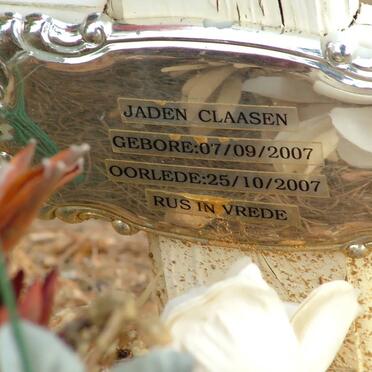 JADEN CLAASEN
GEBORE:07/09/2007
OORLEDE:25/10/2007
RUS IN VREDE